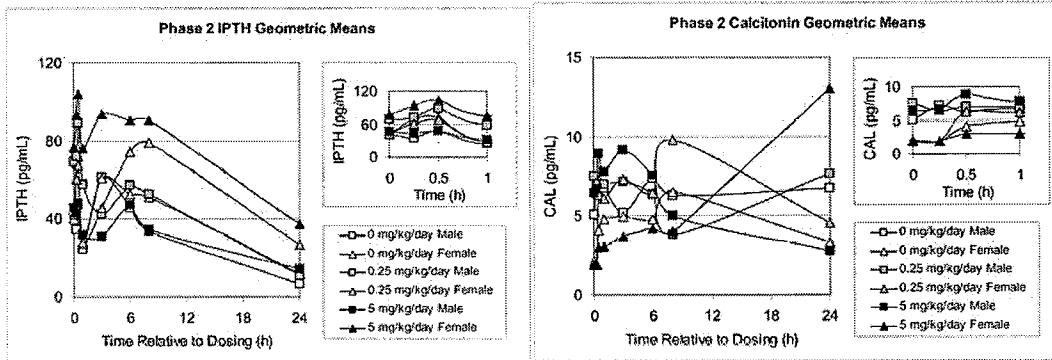 Phase 2 IPTH Geometric Means
IPTH (pg/mL)
120
80
40
0
0 6 12 18 24
Time Relative to Dosing (h)
IPTH (pg/mL)
120
60
0
0 0.5 1
Time (h)
0 mg/kg/day Male
0 mg/kg/day Female
0.25 mg/kg/day Male
0.25 mg/kg/day Female
5 mg/kg/day Male
5 mg/kg/day Female
Phase 2 Calcitonin Geometric Means
CAL (pg/mL)
15
10
5
0
0 6 12 18 24
Time Relative to Dosing (h)
CAL (pg/mL)
10
5
0
0 0.5 1
Time (h)
0 mg/kg/day Male
0 mg/kg/day Female
0.25 mg/kg/day Male
0.25 mg/kg/day Female
5 mg/kg/day Male
5 mg/kg/day Female